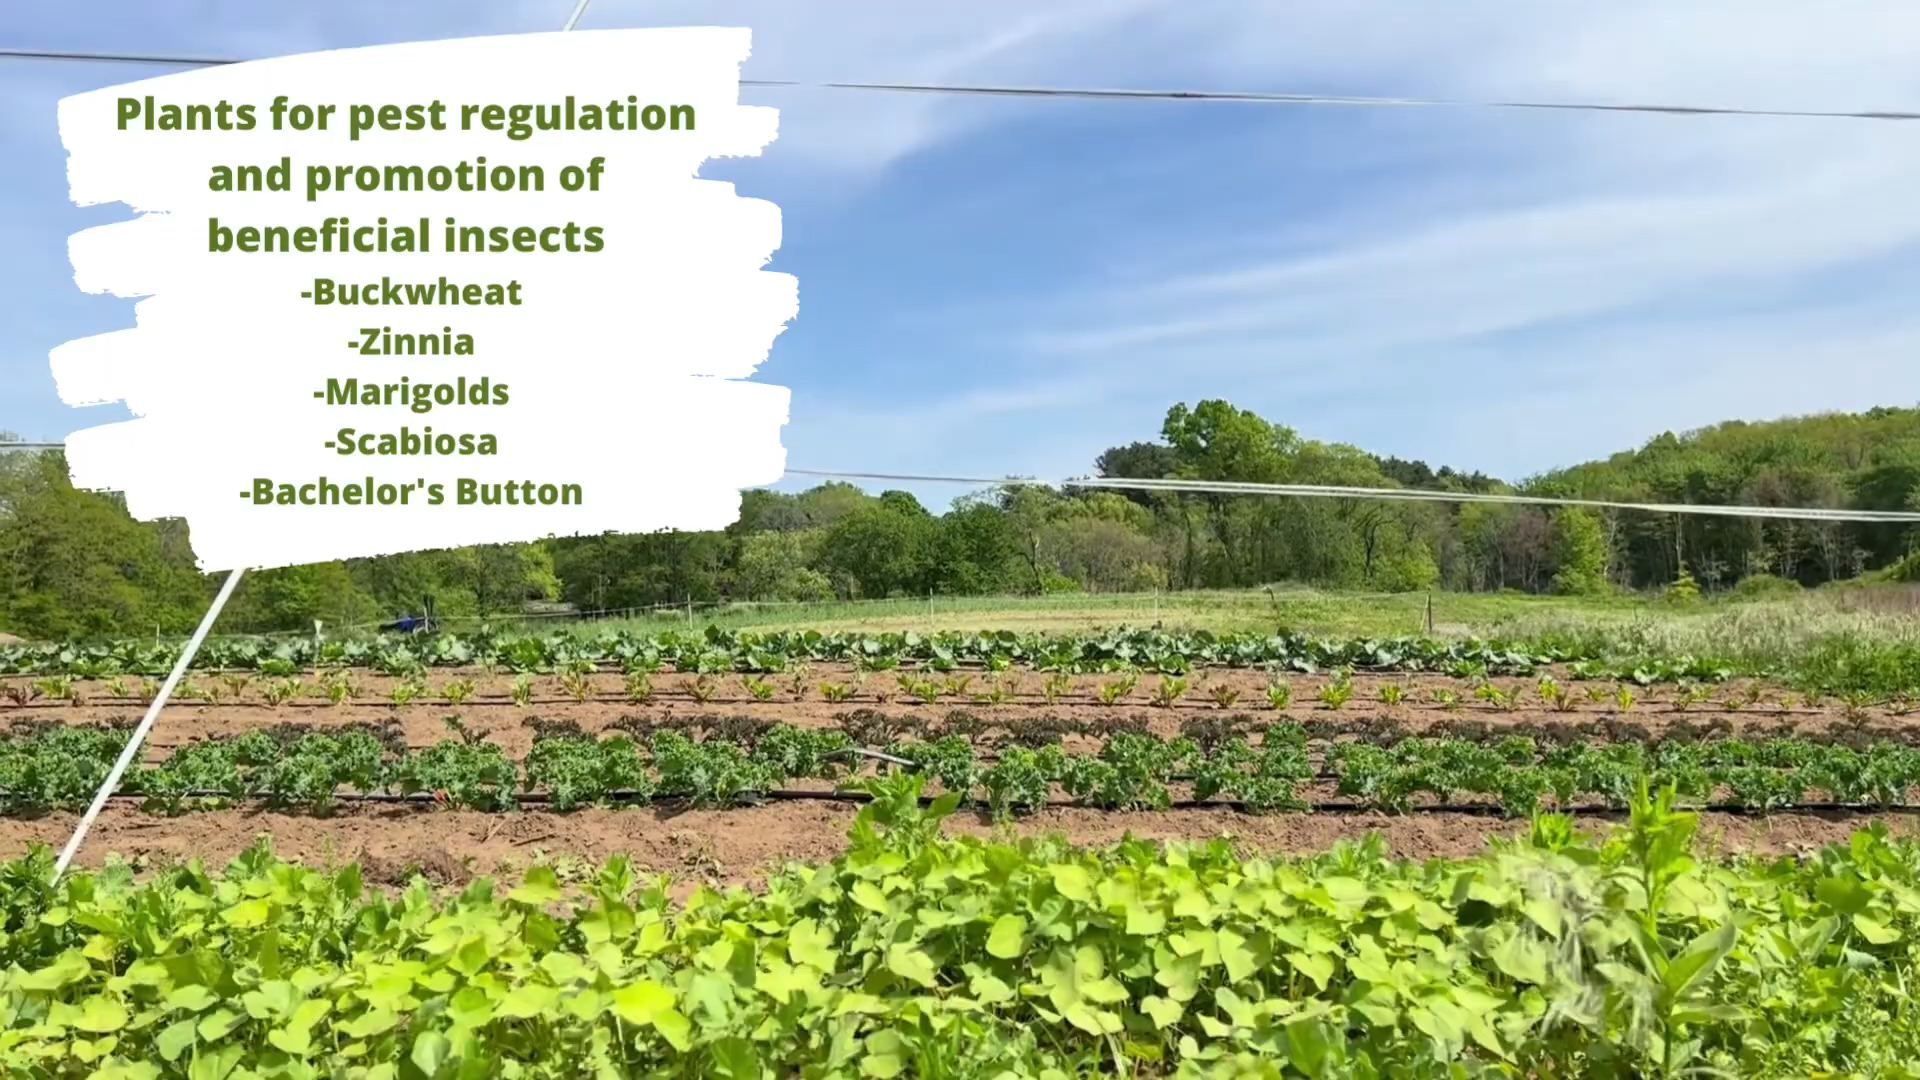 Plants for pest regulation
and promotion of
beneficial insects
-Buckwheat
-Zinnia
-Marigolds
-Scabiosa
-Bachelor's Button